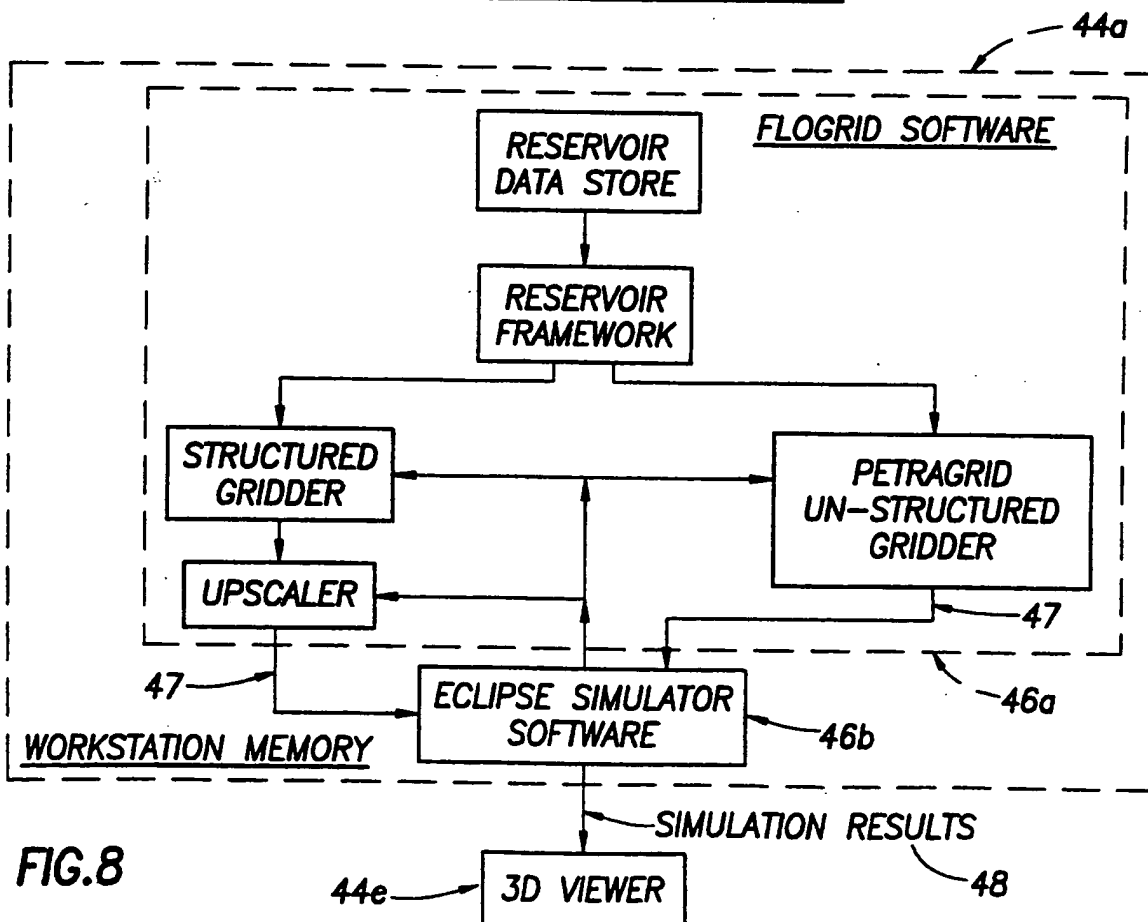 44a
FLOGRID SOFTWARE
RESERVOIR
DATA STORE
RESERVOIR
FRAMEWORK
STRUCTURED
GRIDDER
PETRAGRID
UN-STRUCTURED
GRIDDER
UPSCALER
47
47
46a
ECLIPSE SIMULATOR
SOFTWARE
46b
WORKSTATION MEMORY
SIMULATION RESULTS
48
FIG.8
44e
3D VIEWER